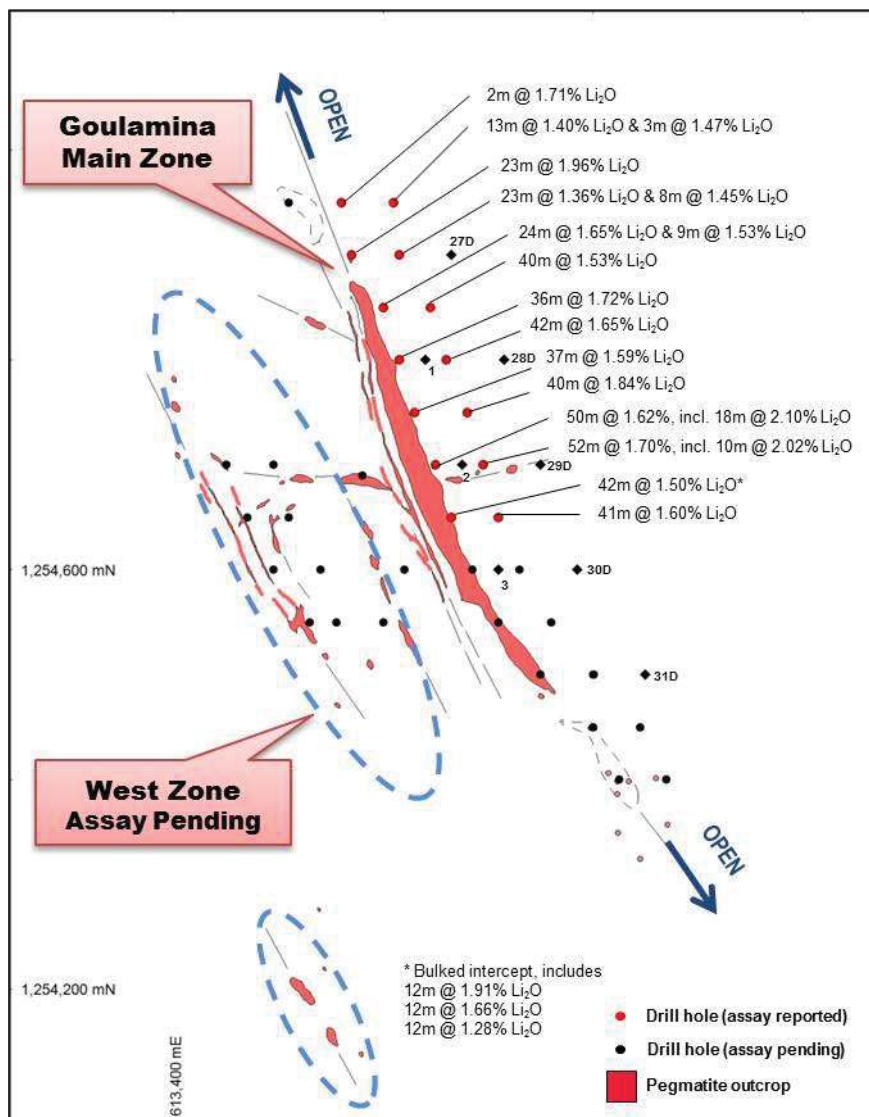 OPEN
Goulamina
Main Zone
2m @ 1.71% Li₂O
13m @ 1.40% Li₂O & 3m @ 1.47% Li₂O
23m @ 1.96% Li₂O
23m @ 1.36% Li₂O & 8m @ 1.45% Li₂O
24m @ 1.65% Li₂O & 9m @ 1.53% Li₂O
27D
40m @ 1.53% Li₂O
36m @ 1.72% Li₂O
42m @ 1.65% Li₂O
37m @ 1.59% Li₂O
28D
1
40m @ 1.84% Li₂O
50m @ 1.62%, incl. 18m @ 2.10% Li₂O
52m @ 1.70%, incl. 10m @ 2.02% Li₂O
29D
2
42m @ 1.50% Li₂O*
41m @ 1.60% Li₂O
1,254,600 mN
30D
3
31D
West Zone
Assay Pending
OPEN
1,254,200 mN
613,400 mE
* Bulked intercept, includes
12m @ 1.91% Li₂O
12m @ 1.66% Li₂O
12m @ 1.28% Li₂O
Drill hole (assay reported)
Drill hole (assay pending)
Pegmatite outcrop